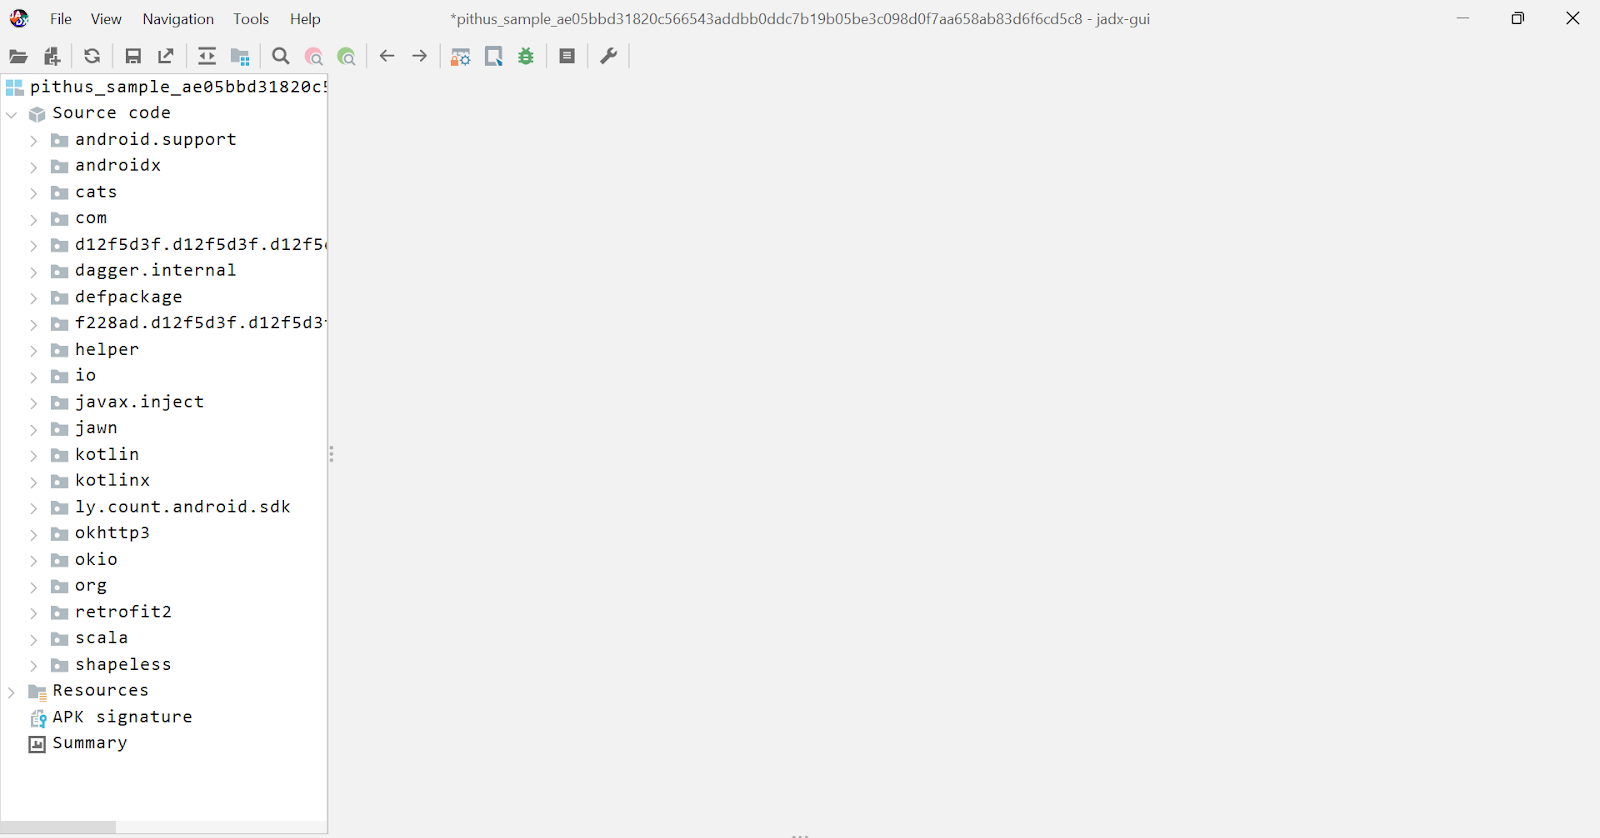 File View Navigation Tools Help *pithus_sample_ae05bbd31820c566543addbb0ddc7b19b05be3c098d0f7aa658ab83d6f6cd5c8 - jadx-gui
pithus_sample_ae05bbd31820c5
Source code
android.support
androidx
cats
com
d12f5d3f.d12f5d3f.d12f5
dagger.internal
defpackage
f228ad.d12f5d3f.d12f5d3f
helper
io
javax.inject
jawn
kotlin
kotlinx
ly.count.android.sdk
okhttp3
okio
org
retrofit2
scala
shapeless
Resources
APK signature
Summary